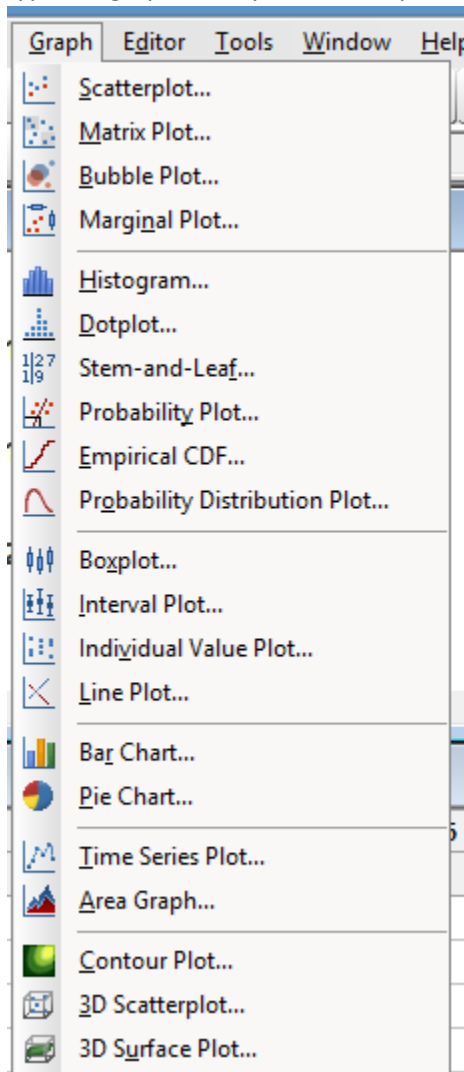 Graph Editor Tools Window Help
Scatterplot...
Matrix Plot...
Bubble Plot...
Marginal Plot...
Histogram...
Dotplot...
Stem-and-Leaf...
Probability Plot...
Empirical CDF...
Probability Distribution Plot...
Boxplot...
Interval Plot...
Individual Value Plot...
Line Plot...
Bar Chart...
Pie Chart...
Time Series Plot...
Area Graph...
Contour Plot...
3D Scatterplot...
3D Surface Plot...